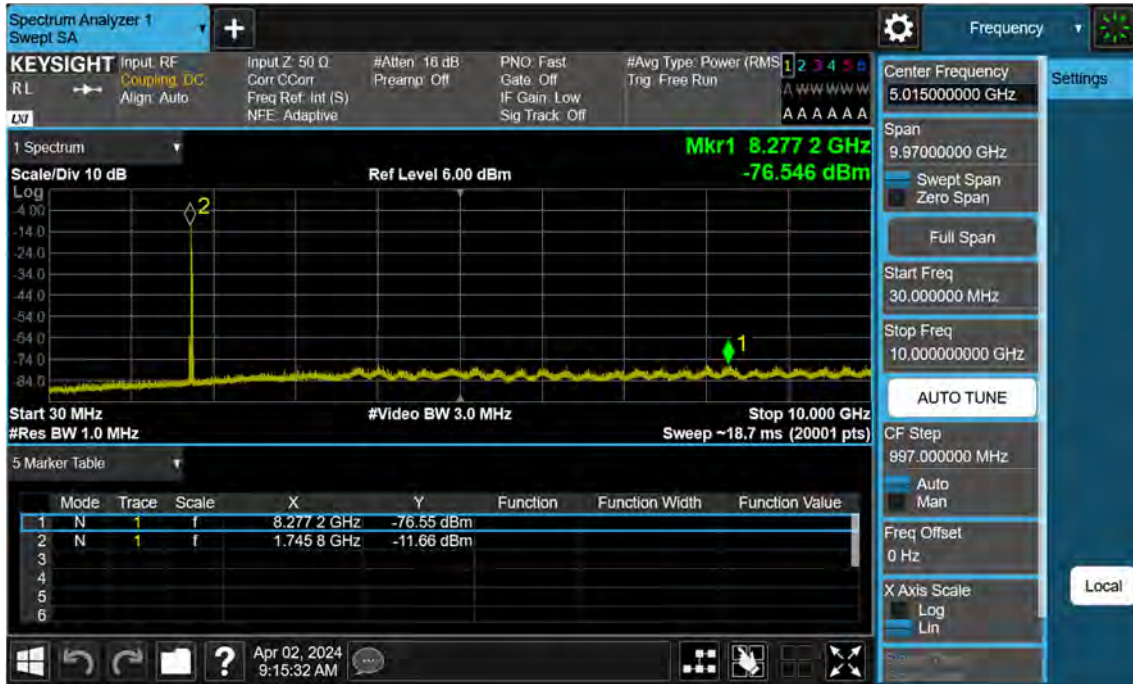 Spectrum Analyzer 1
Swept SA
+
Frequency
KEYSIGHT
RL
LXI
Input: RF
Coupling: DC
Align: Auto
Input Z: 50 Ω
Corr CCorr
Freq Ref: Int (S)
NFE: Adaptive
#Atten: 16 dB
Preamp: Off
PNO: Fast
Gate: Off
IF Gain: Low
Sig Track: Off
#Avg Type: Power (RMS
Trig: Free Run
1 2 3 4 5 6
A W W W W W
A A A A A A
1 Spectrum
Scale/Div 10 dB
Ref Level 6.00 dBm
Mkr1 8.277 2 GHz
-76.546 dBm
Log
-4.00
-14.0
-24.0
-34.0
-44.0
-54.0
-64.0
-74.0
-84.0
2
1
Start 30 MHz
#Video BW 3.0 MHz
Stop 10.000 GHz
#Res BW 1.0 MHz
Sweep ~18.7 ms (20001 pts)
5 Marker Table
Mode Trace Scale X Y Function Function Width Function Value
1 N 1 f 8.277 2 GHz -76.55 dBm
2 N 1 f 1.745 8 GHz -11.66 dBm
3
4
5
6
?
Apr 02, 2024
9:15:32 AM
Center Frequency
5.015000000 GHz
Span
9.97000000 GHz
Swept Span
Zero Span
Full Span
Start Freq
30.000000 MHz
Stop Freq
10.000000000 GHz
AUTO TUNE
CF Step
997.000000 MHz
Auto
Man
Freq Offset
0 Hz
X Axis Scale
Log
Lin
Settings
Local